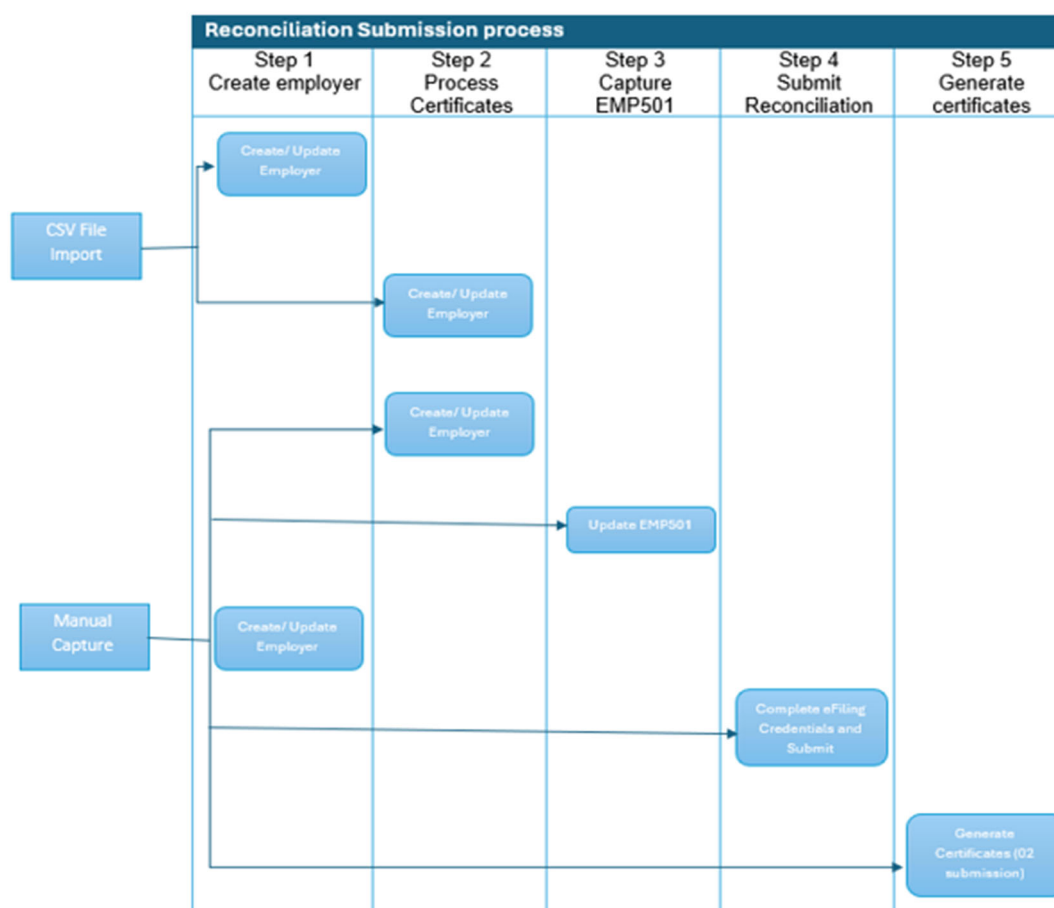 Reconciliation Submission process
Step 1
Create employer
Step 2
Process
Certificates
Step 3
Capture
EMP501
Step 4
Submit
Reconciliation
Step 5
Generate
certificates
Create/ Update
Employer
CSV File
Import
Create/ Update
Employer
Create/ Update
Employer
Update EMP501
Manual
Capture
Create/ Update
Employer
Complete eFiling
Credentials and
Submit
Generate
Certificates (02
submission)